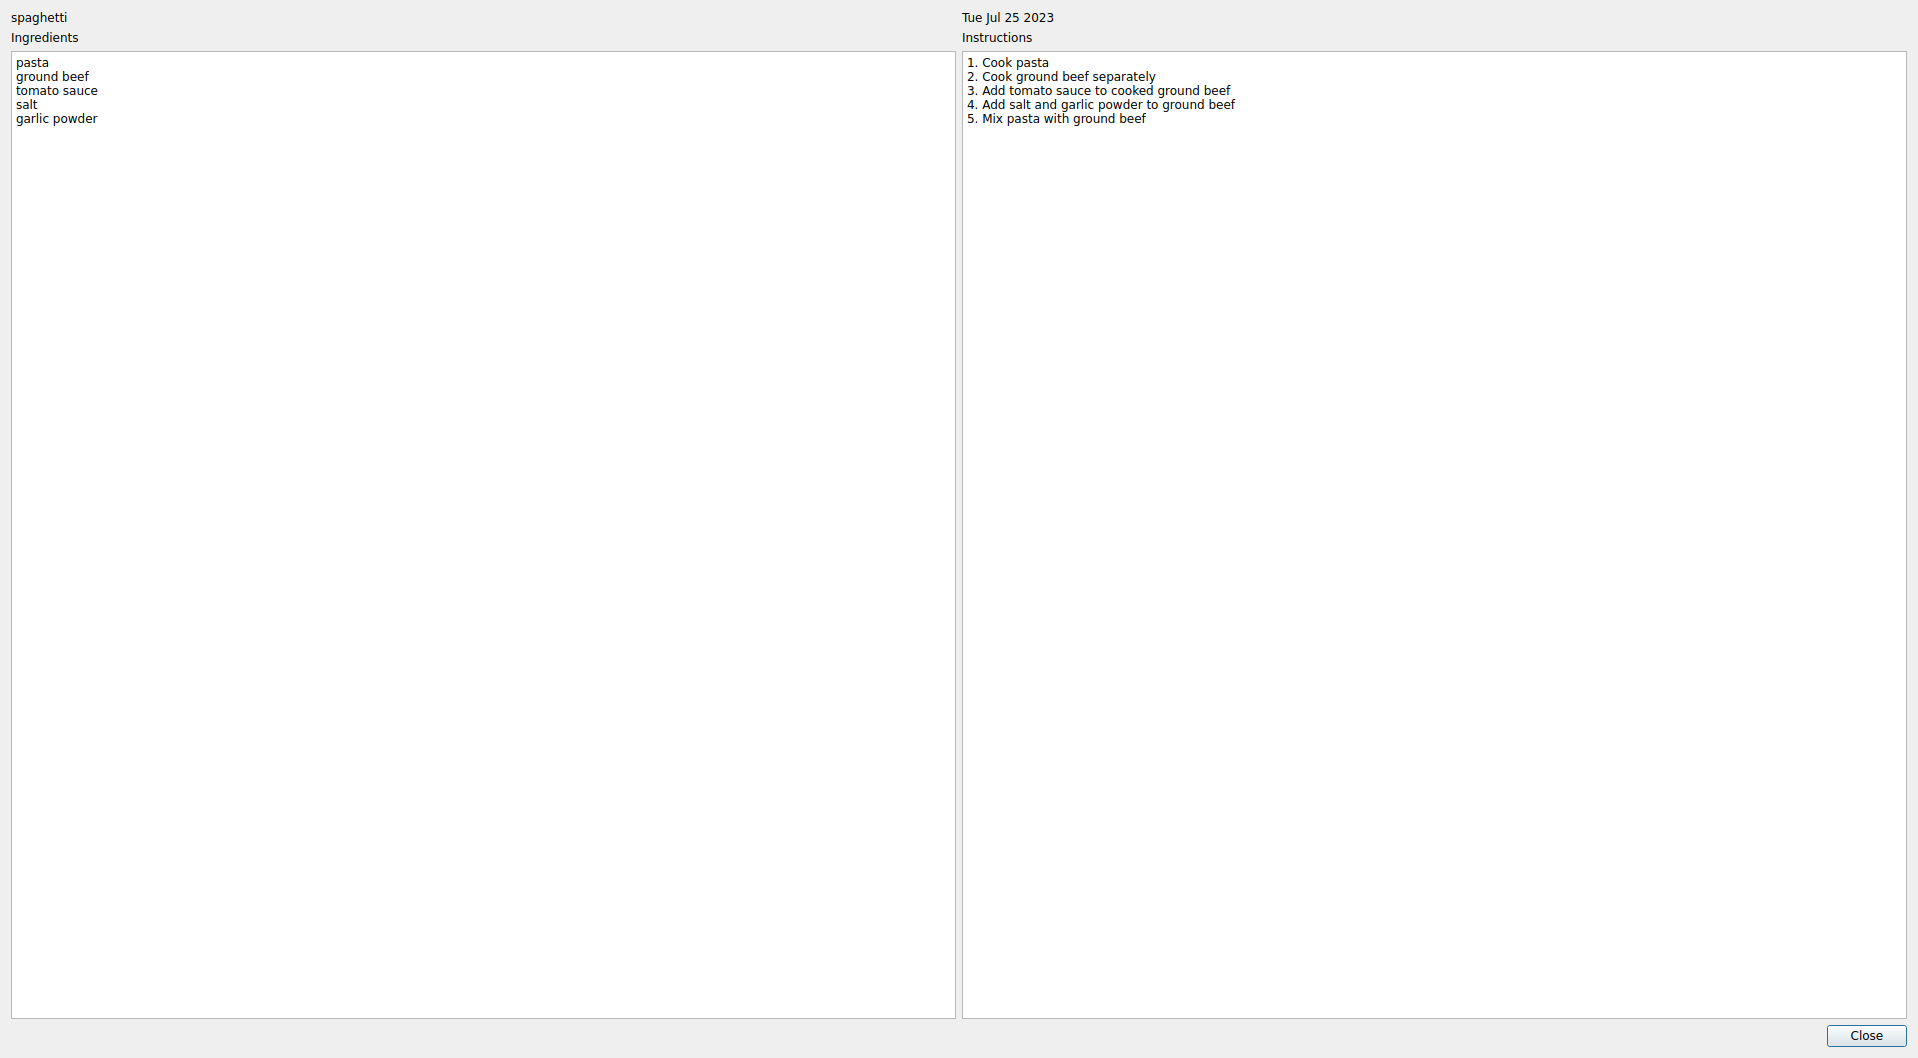 spaghetti
Tue Jul 25 2023
Ingredients
Instructions
pasta
ground beef
tomato sauce
salt
garlic powder
1. Cook pasta
2. Cook ground beef separately
3. Add tomato sauce to cooked ground beef
4. Add salt and garlic powder to ground beef
5. Mix pasta with ground beef
Close